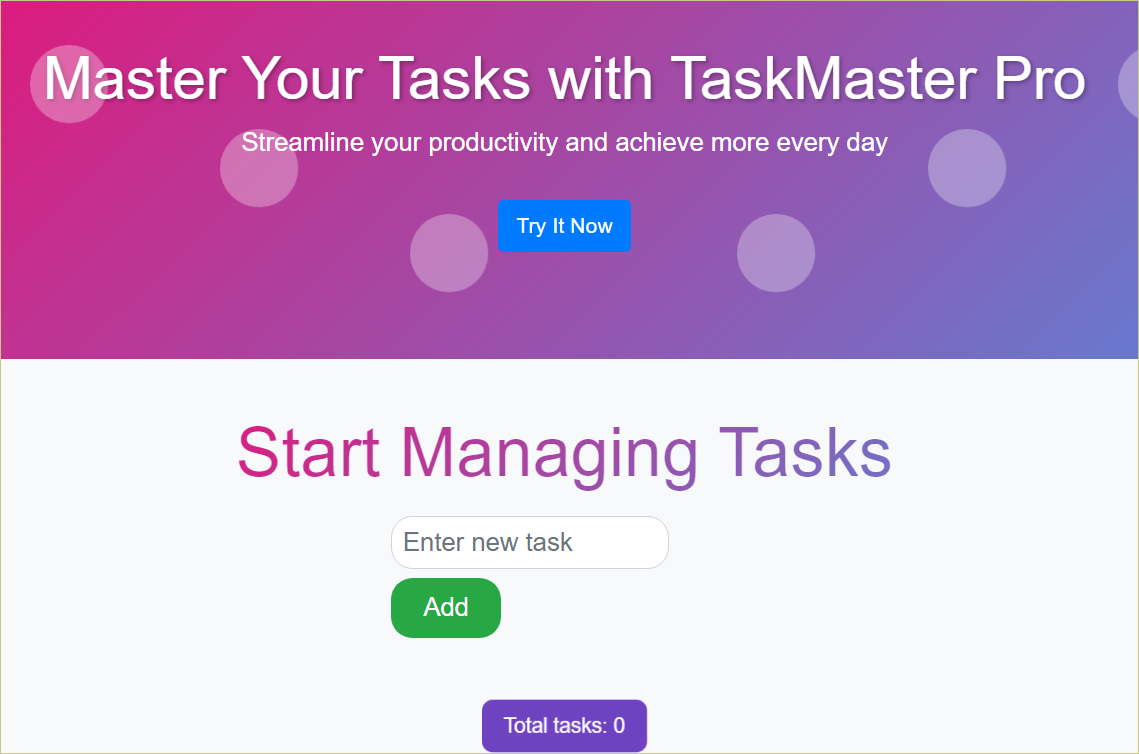 Master Your Tasks with TaskMaster Pro
Streamline your productivity and achieve more every day
Try It Now
Start Managing Tasks
Enter new task
Add
Total tasks: 0